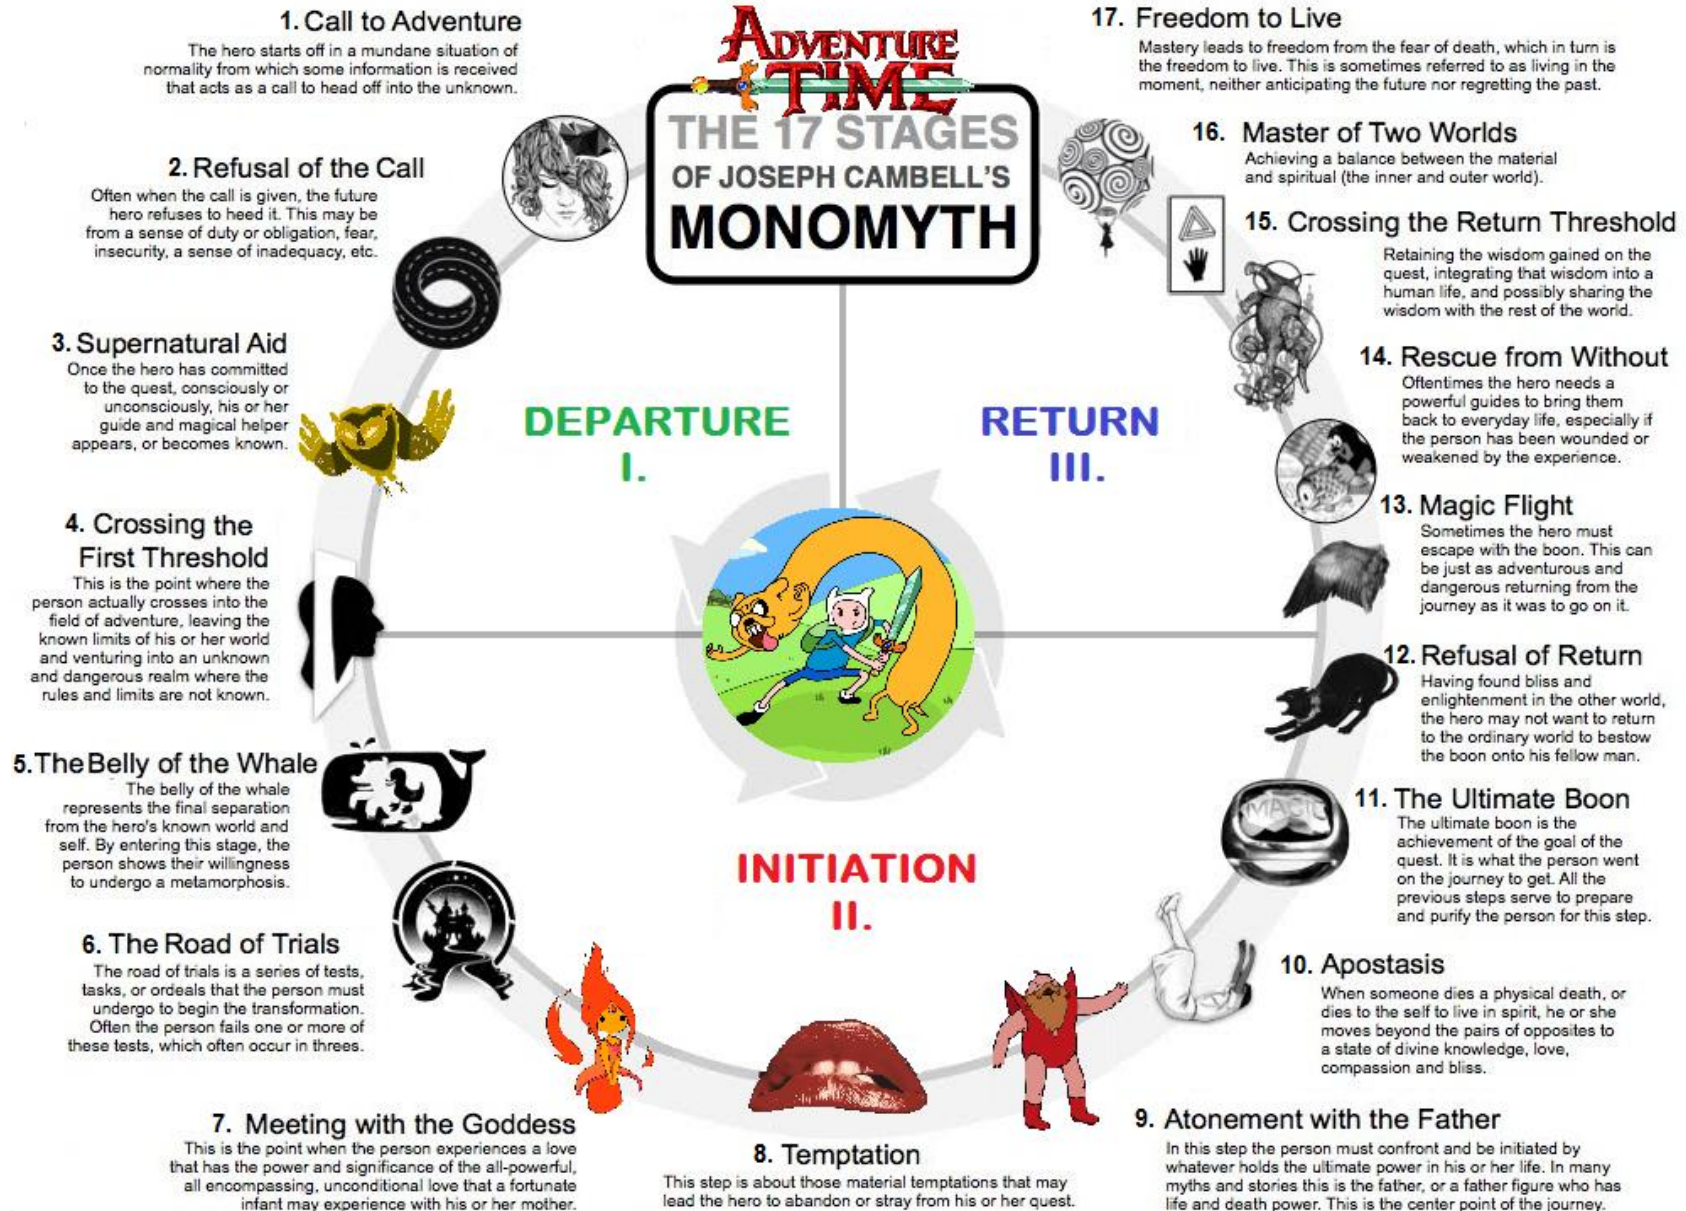 ADVENTURE
TIME
THE 17 STAGES
OF JOSEPH CAMBELL'S
MONOMYTH
1. Call to Adventure
The hero starts off in a mundane situation of
normality from which some information is received
that acts as a call to head off into the unknown.
2. Refusal of the Call
Often when the call is given, the future
hero refuses to heed it. This may be
from a sense of duty or obligation, fear,
insecurity, a sense of inadequacy, etc.
3. Supernatural Aid
Once the hero has committed
to the quest, consciously or
unconsciously, his or her
guide and magical helper
appears, or becomes known.
4. Crossing the
First Threshold
This is the point where the
person actually crosses into the
field of adventure, leaving the
known limits of his or her world
and venturing into an unknown
and dangerous realm where the
rules and limits are not known.
5. The Belly of the Whale
The belly of the whale
represents the final separation
from the hero's known world and
self. By entering this stage, the
person shows their willingness
to undergo a metamorphosis.
6. The Road of Trials
The road of trials is a series of tests,
tasks, or ordeals that the person must
undergo to begin the transformation.
Often the person fails one or more of
these tests, which often occur in threes.
7. Meeting with the Goddess
This is the point when the person experiences a love
that has the power and significance of the all-powerful,
all encompassing, unconditional love that a fortunate
infant may experience with his or her mother.
8. Temptation
This step is about those material temptations that may
lead the hero to abandon or stray from his or her quest.
9. Atonement with the Father
In this step the person must confront and be initiated by
whatever holds the ultimate power in his or her life. In many
myths and stories this is the father, or a father figure who has
life and death power. This is the center point of the journey.
10. Apostasis
When someone dies a physical death, or
dies to the self to live in spirit, he or she
moves beyond the pairs of opposites to
a state of divine knowledge, love,
compassion and bliss.
11. The Ultimate Boon
The ultimate boon is the
achievement of the goal of the
quest. It is what the person went
on the journey to get. All the
previous steps serve to prepare
and purify the person for this step.
MAGIC
12. Refusal of Return
Having found bliss and
enlightenment in the other world,
the hero may not want to return
to the ordinary world to bestow
the boon onto his fellow man.
13. Magic Flight
Sometimes the hero must
escape with the boon. This can
be just as adventurous and
dangerous returning from the
journey as it was to go on it.
14. Rescue from Without
Oftentimes the hero needs a
powerful guides to bring them
back to everyday life, especially if
the person has been wounded or
weakened by the experience.
15. Crossing the Return Threshold
Retaining the wisdom gained on the
quest, integrating that wisdom into a
human life, and possibly sharing the
wisdom with the rest of the world.
16. Master of Two Worlds
Achieving a balance between the material
and spiritual (the inner and outer world).
17. Freedom to Live
Mastery leads to freedom from the fear of death, which in turn is
the freedom to live. This is sometimes referred to as living in the
moment, neither anticipating the future nor regretting the past.
DEPARTURE
I.
RETURN
III.
INITIATION
II.